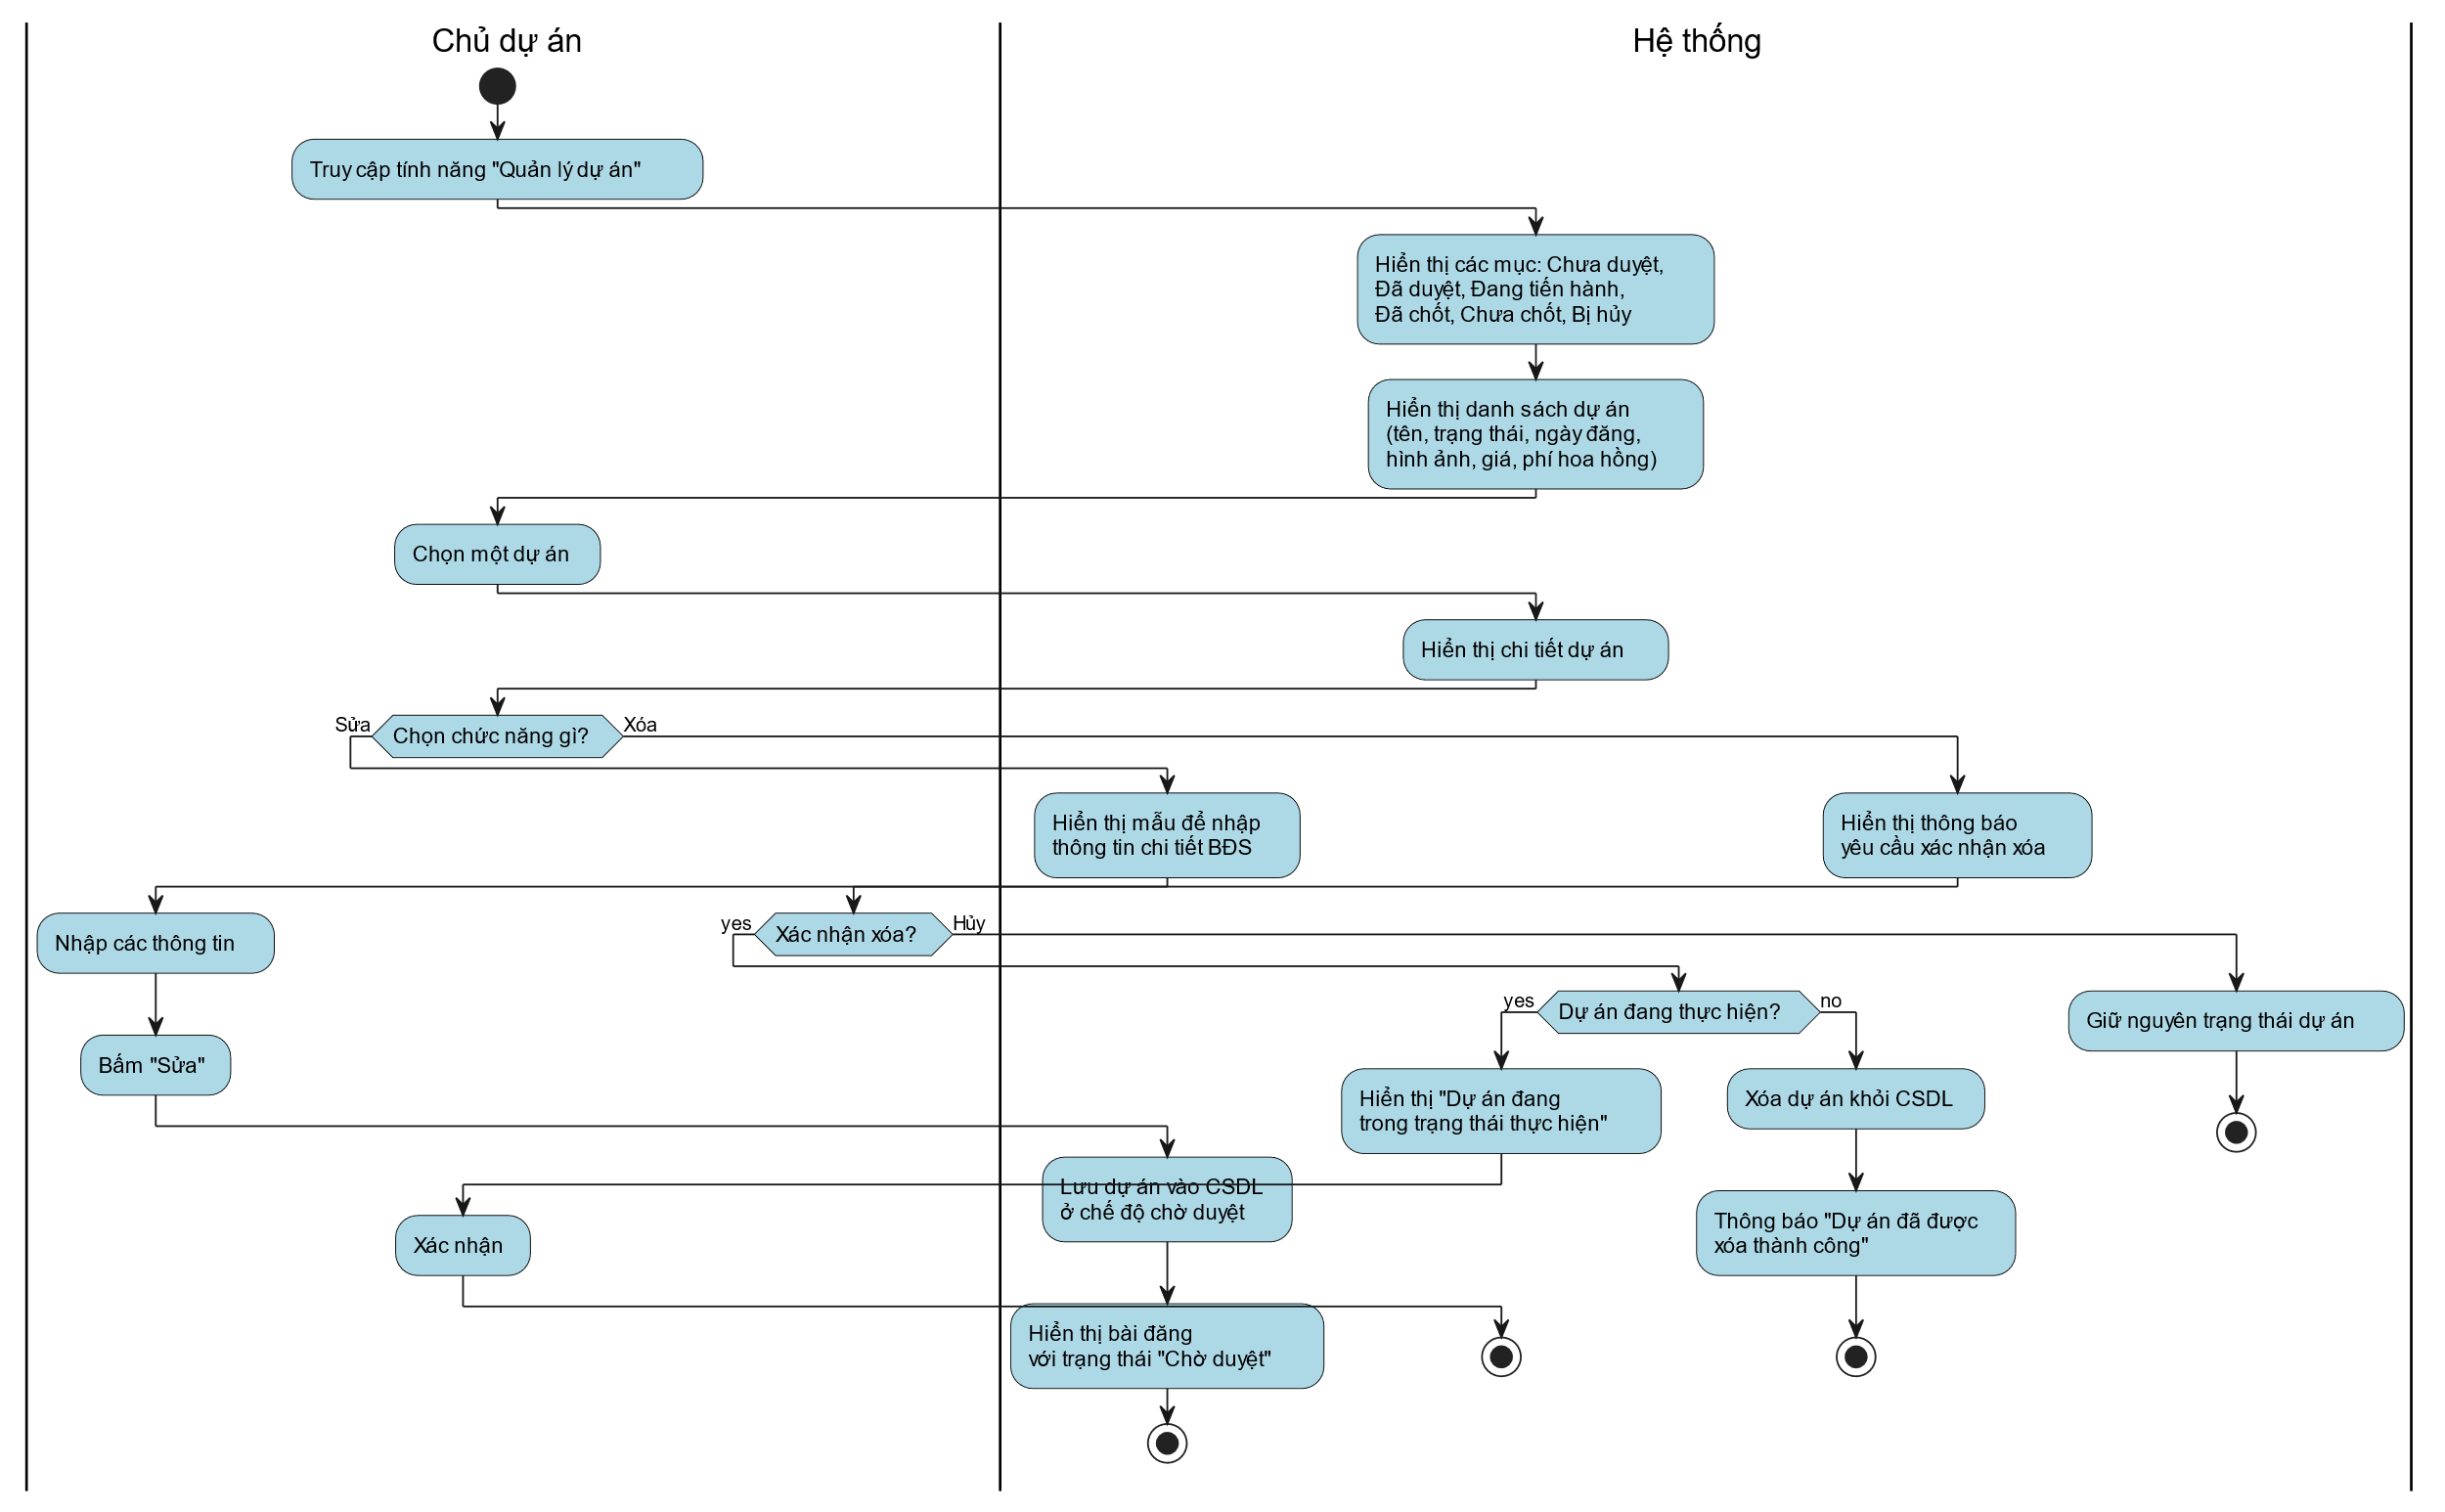 Chủ dự án
Hệ thống
Truy cập tính năng "Quản lý dự án"
Hiển thị các mục: Chưa duyệt,
Đã duyệt, Đang tiến hành,
Đã chốt, Chưa chốt, Bị hủy
Hiển thị danh sách dự án
(tên, trạng thái, ngày đăng,
hình ảnh, giá, phí hoa hồng)
Chọn một dự án
Hiển thị chi tiết dự án
Sửa
Chọn chức năng gì?
Xóa
Hiển thị mẫu để nhập
thông tin chi tiết BĐS
Hiển thị thông báo
yêu cầu xác nhận xóa
Nhập các thông tin
yes
Xác nhận xóa?
Hủy
yes
Dự án đang thực hiện?
no
Giữ nguyên trạng thái dự án
Bấm "Sửa"
Hiển thị "Dự án đang
trong trạng thái thực hiện"
Xóa dự án khỏi CSDL
Lưu dự án vào CSDL
ở chế độ chờ duyệt
Xác nhận
Thông báo "Dự án đã được
xóa thành công"
Hiển thị bài đăng
với trạng thái "Chờ duyệt"